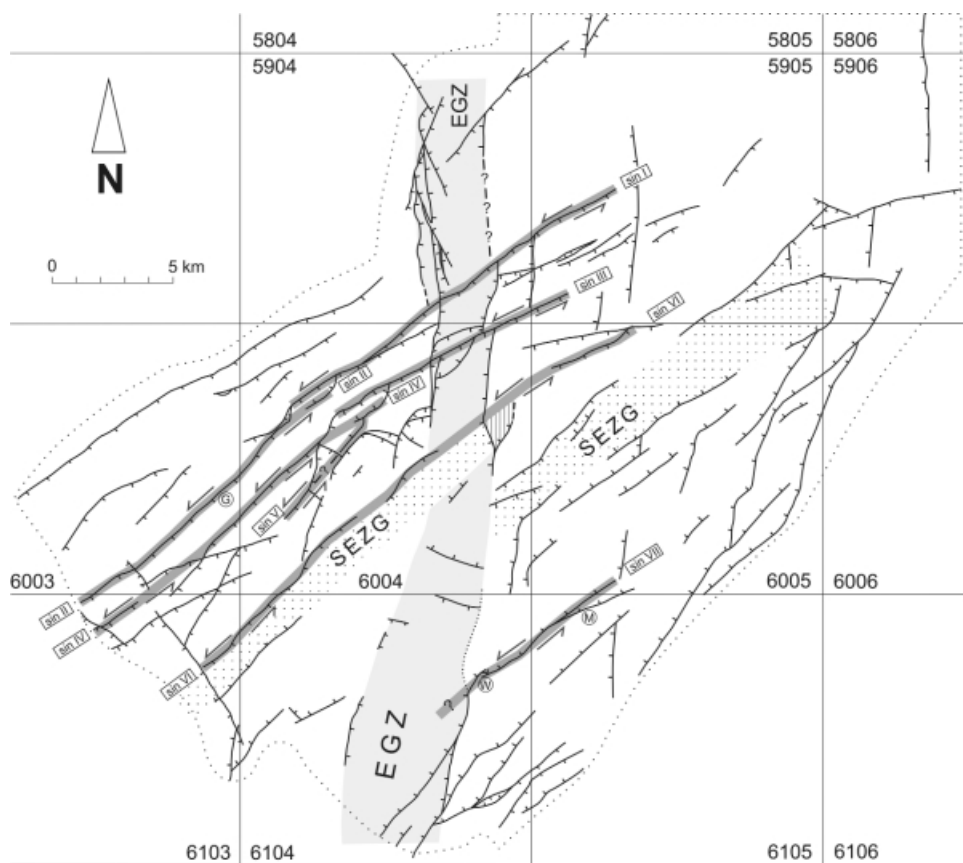 5804
5805 5806
5904
5905 5906
EGZ
sin I
N
?
?
?
0 5 km
sin III
sin VI
sin II
sin IV
SEZG
G
sin V
SEZG
sin VII
6003
6004
6005 6006
sin II
M
sin IV
sin VI
W
?
EGZ
6103 6104
6105 6106